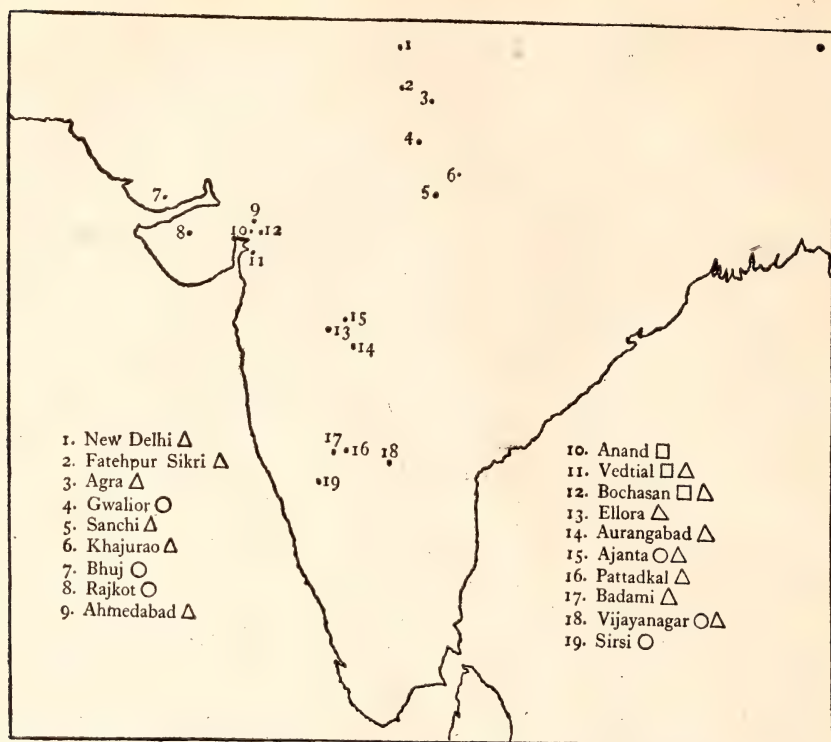 1
2
3
4
6
5
7
9
8
10
12
11
15
13
14
17
16
18
19
1. New Delhi △
2. Fatehpur Sikri △
3. Agra △
4. Gwalior ○
5. Sanchi △
6. Khajurao △
7. Bhuj ○
8. Rajkot ○
9. Ahmedabad △
10. Anand □
11. Vedtial □ △
12. Bochasan □ △
13. Ellora △
14. Aurangabad △
15. Ajanta ○△
16. Pattadkal △
17. Badami △
18. Vijayanagar ○△
19. Sirsi ○